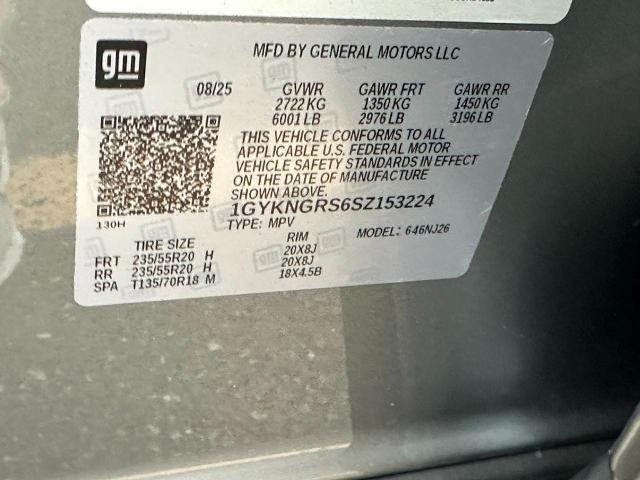 gm
MFD BY GENERAL MOTORS LLC
08/25 GVWR GAWR FRT GAWR RR
2722 KG 1350 KG 1450 KG
6001 LB 2976 LB 3196 LB
THIS VEHICLE CONFORMS TO ALL
APPLICABLE U.S. FEDERAL MOTOR
VEHICLE SAFETY STANDARDS IN EFFECT
ON THE DATE OF MANUFACTURE
SHOWN ABOVE.
1GYKNGRS6SZ153224
130H
TYPE: MPV MODEL: 646NJ26
TIRE SIZE RIM
FRT 235/55R20 H 20X8J
RR 235/55R20 H 20X8J
SPA T135/70R18 M 18X4.5B